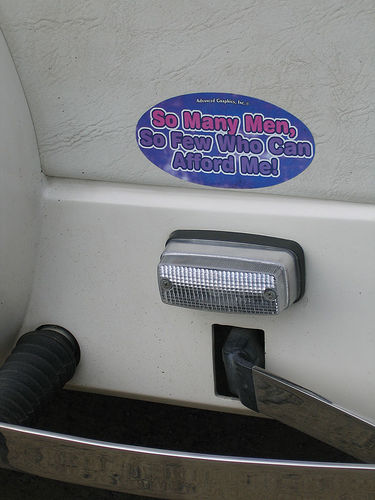 Advanced Graphics, Inc. ©
So Many Men,
So Few Who Can
Afford Me!